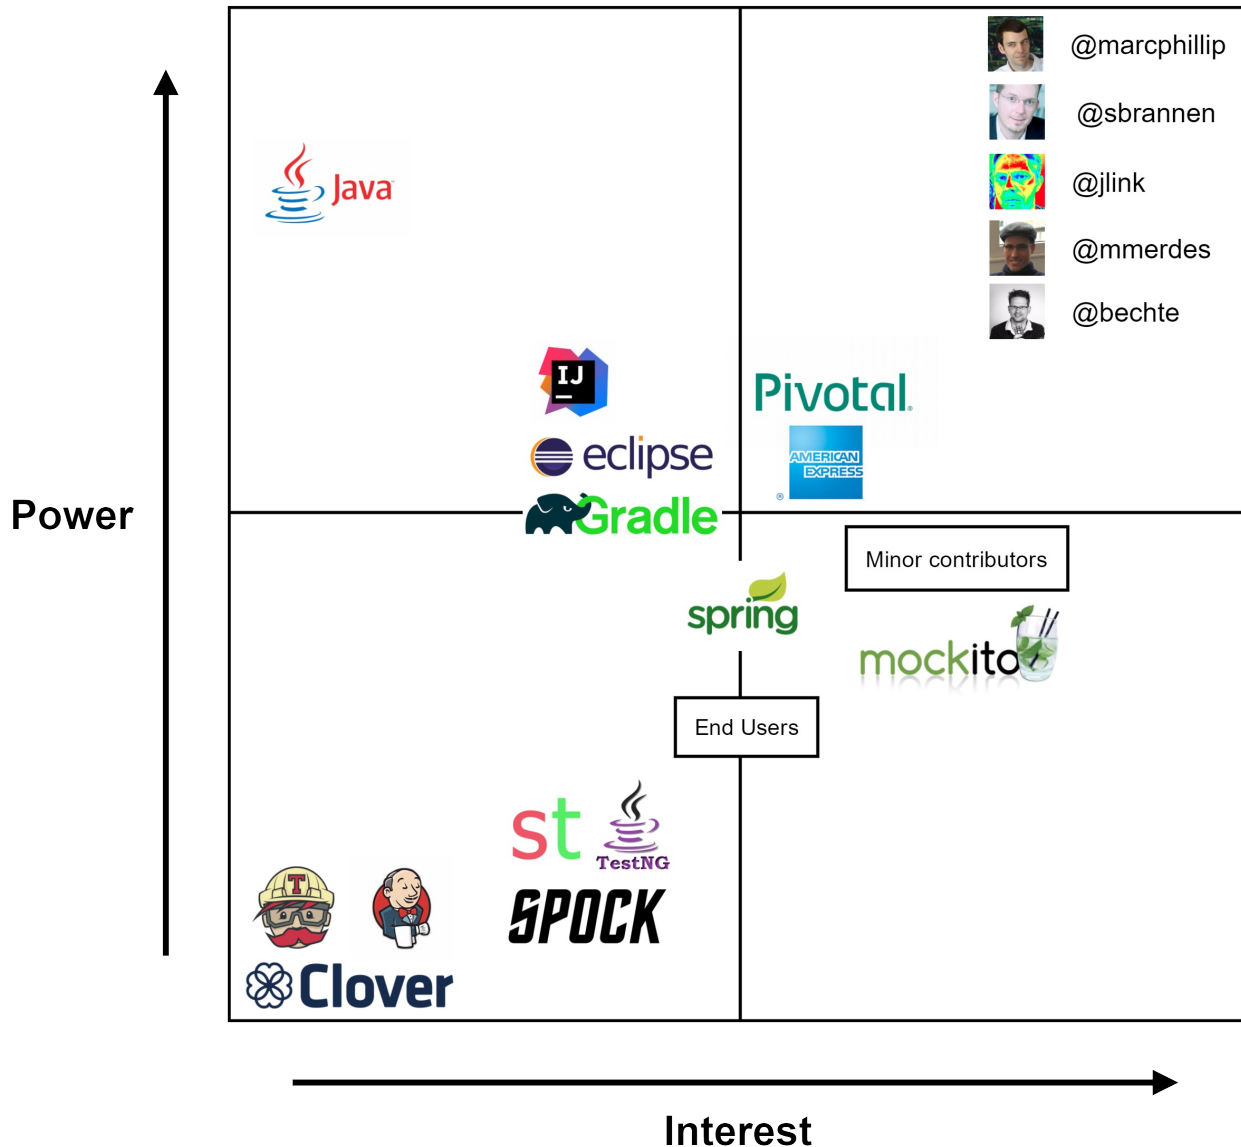 @marcphillip
@sbrannen
Java
@jlink
@mmerdes
@bechte
IJ
Pivotal
eclipse
AMERICAN
EXPRESS
®
Power
Gradle
Minor contributors
spring
mockito
End Users
st
TestNG
T
SPOCK
Clover
Interest